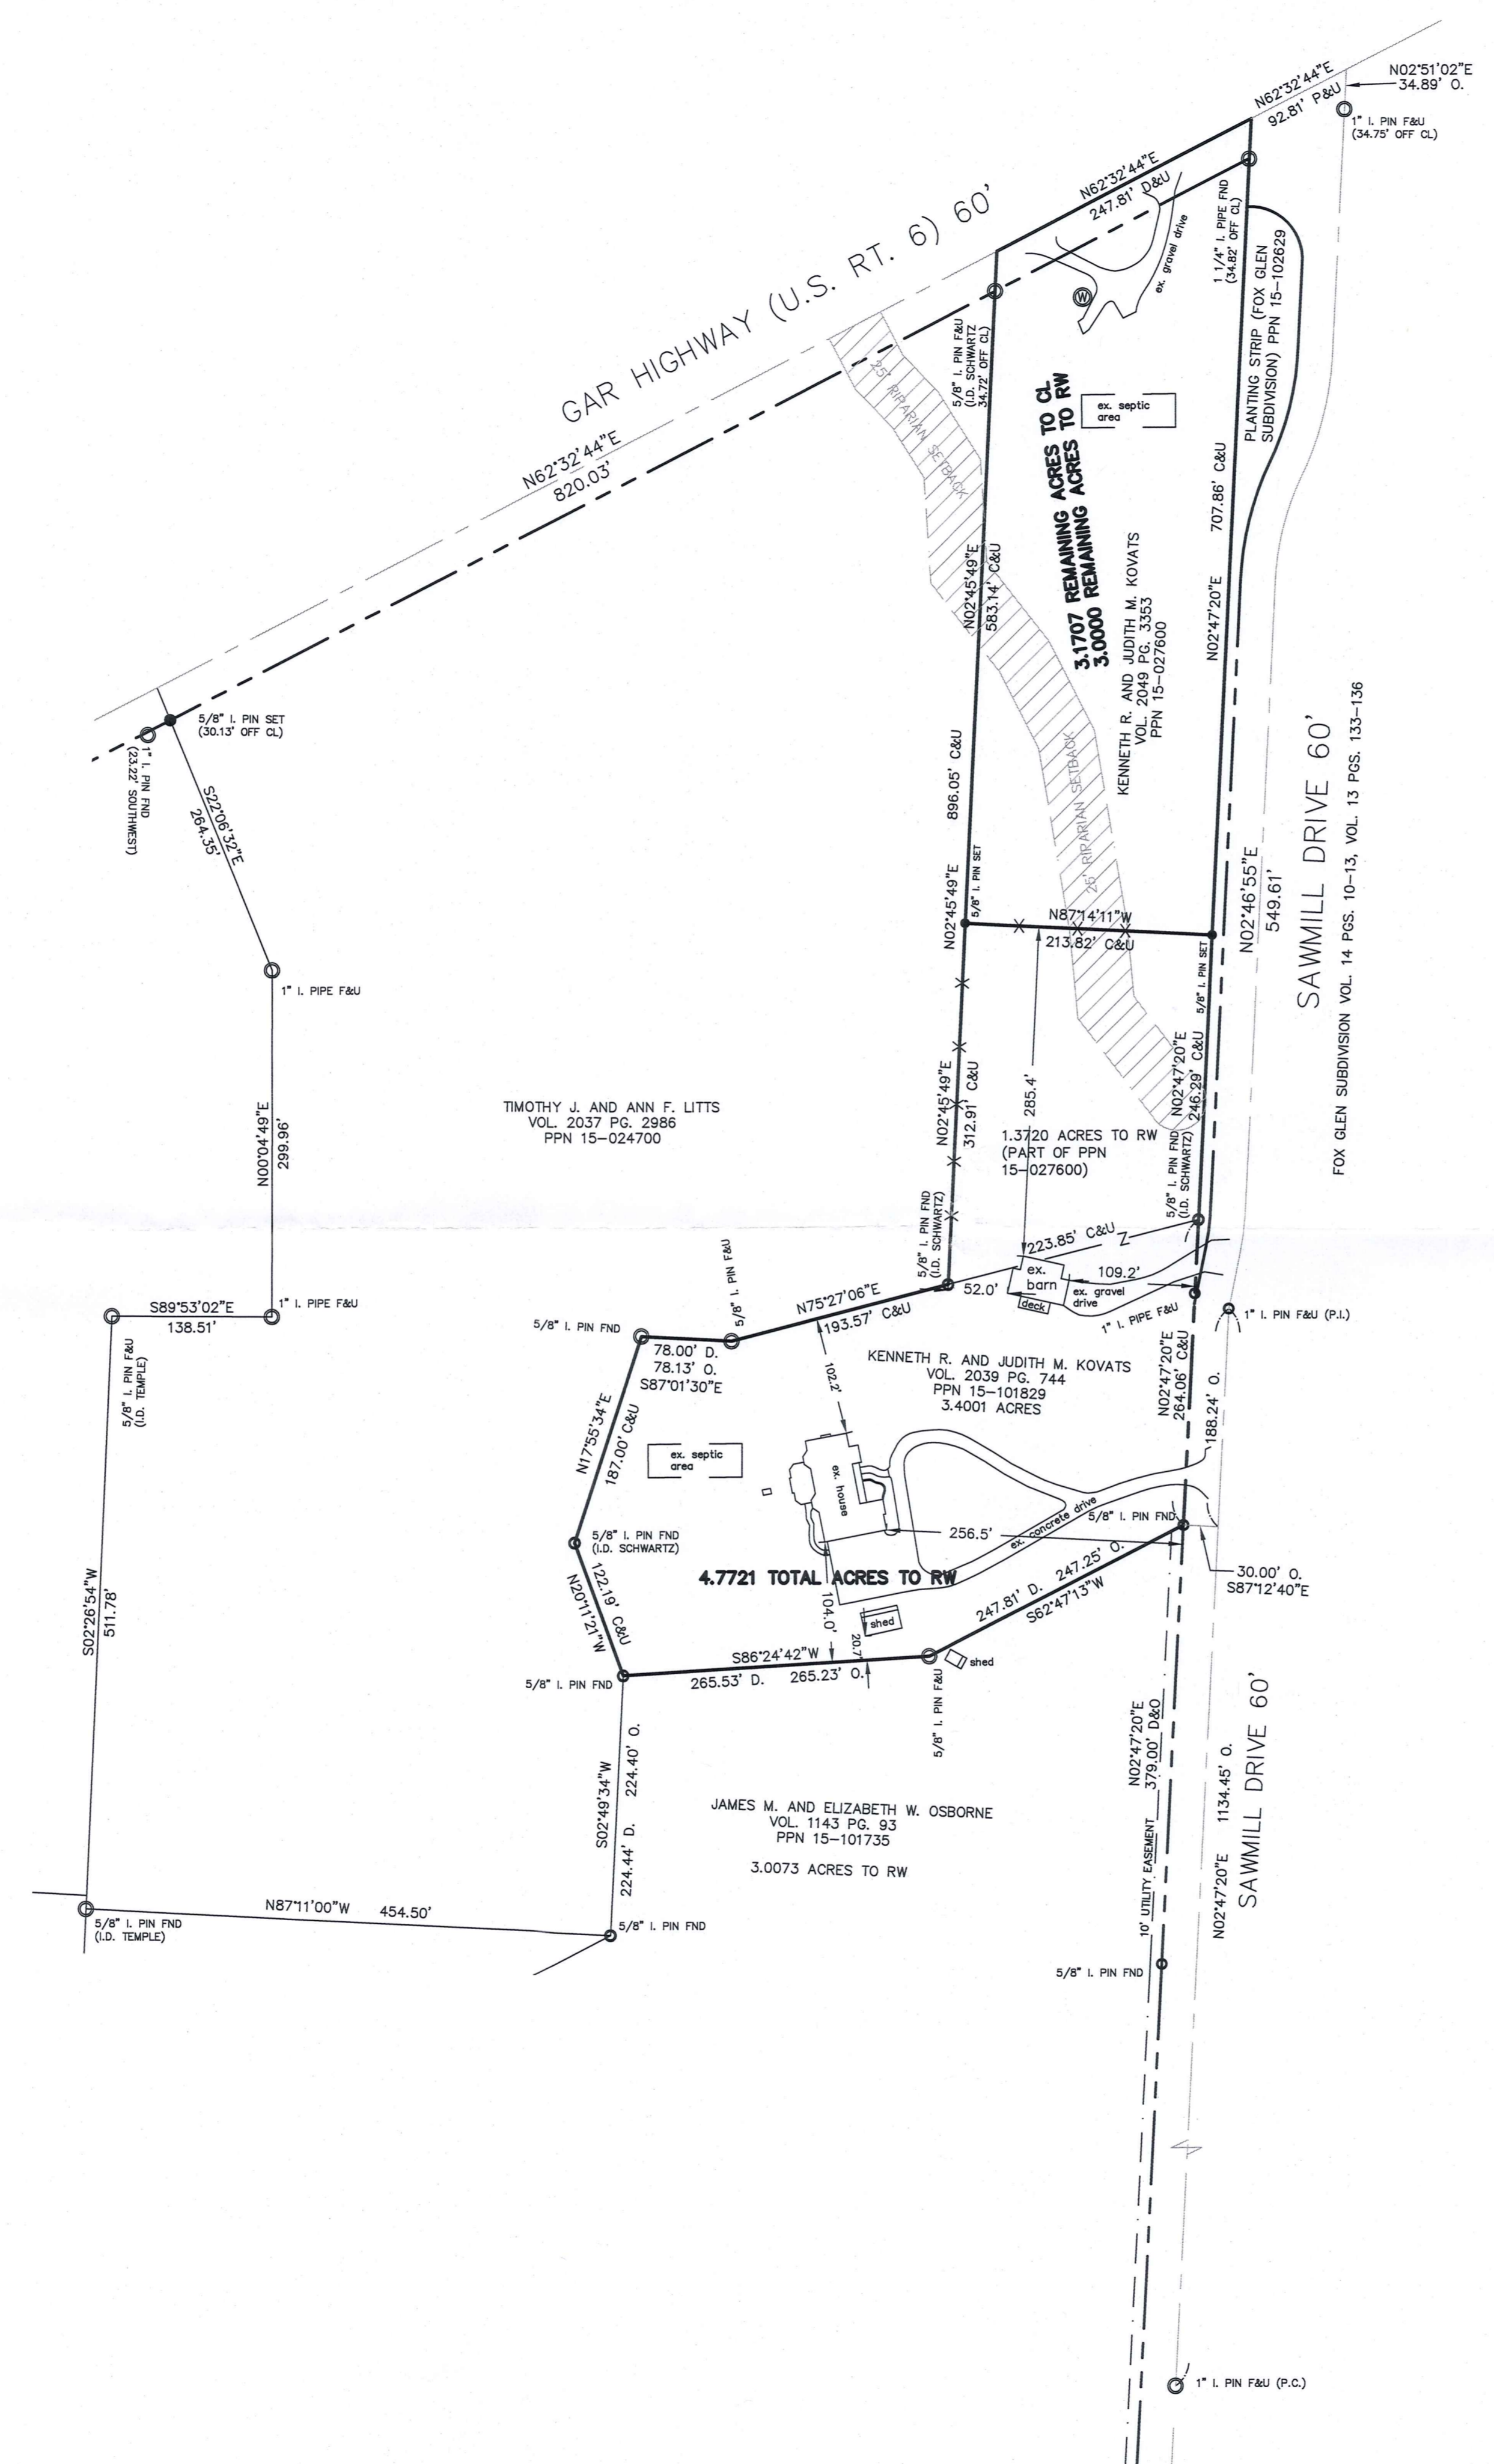 N62°32'44"E
92.81' P&U
N02°51'02"E
34.89' O.
1" I. PIN F&U
(34.75' OFF CL)
N62°32'44"E
247.81' D&U
GAR HIGHWAY (U.S. RT. 6) 60'
ex. gravel drive
W
1 1/4" I. PIPE FND
(34.82' OFF CL)
PLANTING STRIP (FOX GLEN
SUBDIVISION) PPN 15-102629
5/8" I. PIN F&U
(I.D. SCHWARTZ
34.72' OFF CL)
25' RIPARIAN SETBACK
ex. septic
area
N62°32'44"E
820.03'
3.1707 REMAINING ACRES TO CL
3.0000 REMAINING ACRES TO RW
707.86' C&U
N02°47'20"E
N02°45'49"E
583.14' C&U
KENNETH R. AND JUDITH M. KOVATS
VOL. 2049 PG. 3353
PPN 15-027600
5/8" I. PIN SET
(30.13' OFF CL)
1" I. PIN FND
(23.22' SOUTHWEST)
S22°06'32"E
264.35'
896.05' C&U
N02°45'49"E
5/8" I. PIN SET
25' RIPARIAN SETBACK
N87°14'11"W
213.82' C&U
5/8" I. PIN SET
N02°46'55"E
549.61'
SAWMILL DRIVE 60'
FOX GLEN SUBDIVISION VOL. 14 PGS. 10-13, VOL. 13 PGS. 133-136
1" I. PIPE F&U
N00°04'49"E
299.96'
TIMOTHY J. AND ANN F. LITTS
VOL. 2037 PG. 2986
PPN 15-024700
N02°45'49"E
312.91' C&U
285.4'
N02°47'20"E
246.29' C&U
1.3720 ACRES TO RW
(PART OF PPN
15-027600)
5/8" I. PIN FND
(I.D. SCHWARTZ)
5/8" I. PIN FND
(I.D. SCHWARTZ)
223.85' C&U
Z
ex.
barn
52.0'
109.2'
deck
ex. gravel
drive
1" I. PIPE F&U
1" I. PIN F&U (P.I.)
1" I. PIPE F&U
S89°53'02"E
138.51'
5/8" I. PIN F&U
(I.D. TEMPLE)
5/8" I. PIN FND
5/8" I. PIN F&U
N75°27'06"E
193.57' C&U
78.00' D.
78.13' O.
S87°01'30"E
102.2'
KENNETH R. AND JUDITH M. KOVATS
VOL. 2039 PG. 744
PPN 15-101829
3.4001 ACRES
N02°47'20"E
264.06' C&U
188.24' O.
N17°55'34"E
187.00' C&U
ex. septic
area
ex. house
ex. concrete drive
5/8" I. PIN FND
256.5'
5/8" I. PIN FND
(I.D. SCHWARTZ)
N20°11'21"W
122.19' C&U
4.7721 TOTAL ACRES TO RW
247.81' D. 247.25' O.
S62°47'13"W
30.00' O.
S87°12'40"E
104.0'
20.7'
shed
shed
S86°24'42"W
265.53' D. 265.23' O.
5/8" I. PIN FND
5/8" I. PIN F&U
S02°26'54"W
511.78'
S02°49'34"W
224.44' D. 224.40' O.
N02°47'20"E
379.00' D&O
10' UTILITY EASEMENT
N02°47'20"E 1134.45' O.
SAWMILL DRIVE 60'
JAMES M. AND ELIZABETH W. OSBORNE
VOL. 1143 PG. 93
PPN 15-101735
3.0073 ACRES TO RW
N87°11'00"W 454.50'
5/8" I. PIN FND
(I.D. TEMPLE)
5/8" I. PIN FND
5/8" I. PIN FND
1" I. PIN F&U (P.C.)